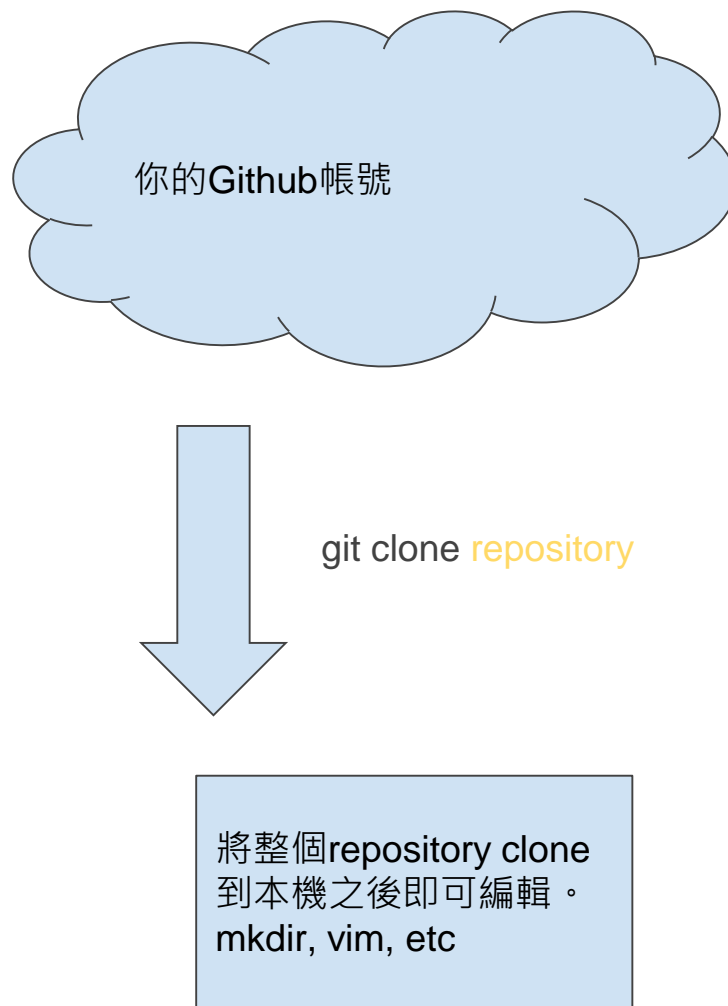 你的Github帳號
git clone repository
將整個repository clone
到本機之後即可編輯。
mkdir, vim, etc